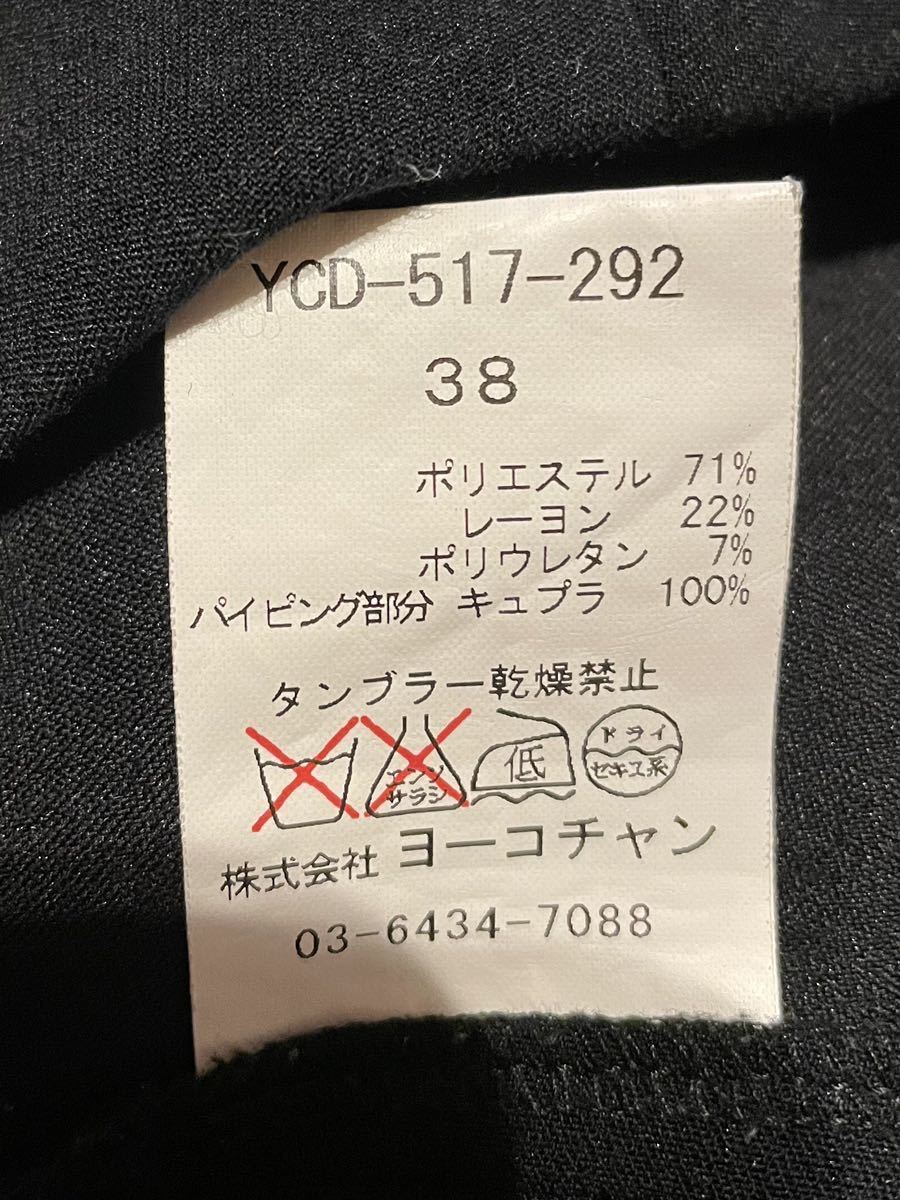 YCD-517-292
38
ポリエステル 71%
レーヨン 22%
ポリウレタン 7%
パイピング部分 キュプラ 100%
タンブラー乾燥禁止
エンソ
サラシ
低
ドライ
セキユ系
株式会社 ヨーコチャン
03-6434-7088